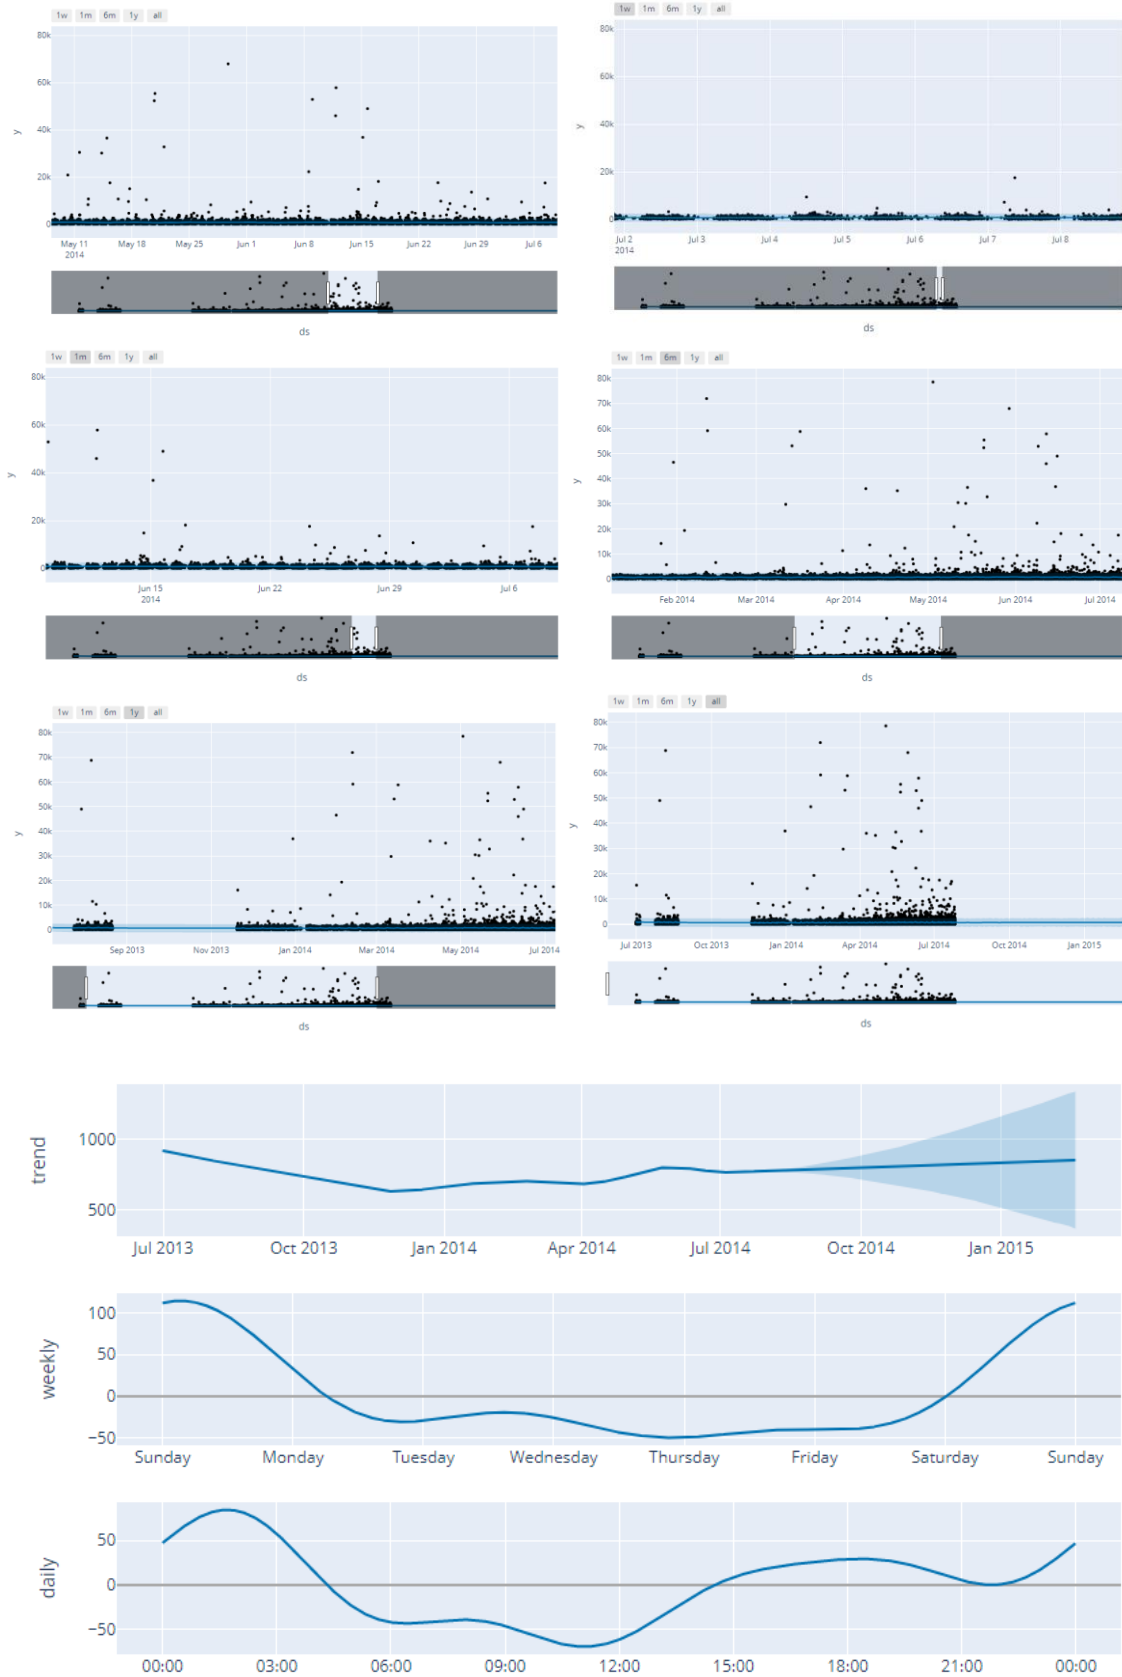 1w 1m 6m 1y all
80k
60k
40k
20k
0
y
May 11 May 18 May 25 Jun 1 Jun 8 Jun 15 Jun 22 Jun 29 Jul 6
2014
ds
1w 1m 6m 1y all
80k
60k
40k
20k
0
y
Jul 2 Jul 3 Jul 4 Jul 5 Jul 6 Jul 7 Jul 8
2014
ds
1w 1m 6m 1y all
80k
60k
40k
20k
0
y
Jun 15 Jun 22 Jun 29 Jul 6
2014
ds
1w 1m 6m 1y all
80k
70k
60k
50k
40k
30k
20k
10k
0
y
Feb 2014 Mar 2014 Apr 2014 May 2014 Jun 2014 Jul 2014
ds
1w 1m 6m 1y all
80k
70k
60k
50k
40k
30k
20k
10k
0
y
Sep 2013 Nov 2013 Jan 2014 Mar 2014 May 2014 Jul 2014
ds
1w 1m 6m 1y all
80k
70k
60k
50k
40k
30k
20k
10k
0
y
Jul 2013 Oct 2013 Jan 2014 Apr 2014 Jul 2014 Oct 2014 Jan 2015
ds
1000
500
trend
Jul 2013 Oct 2013 Jan 2014 Apr 2014 Jul 2014 Oct 2014 Jan 2015
100
50
0
−50
weekly
Sunday Monday Tuesday Wednesday Thursday Friday Saturday Sunday
50
0
−50
daily
00:00 03:00 06:00 09:00 12:00 15:00 18:00 21:00 00:00